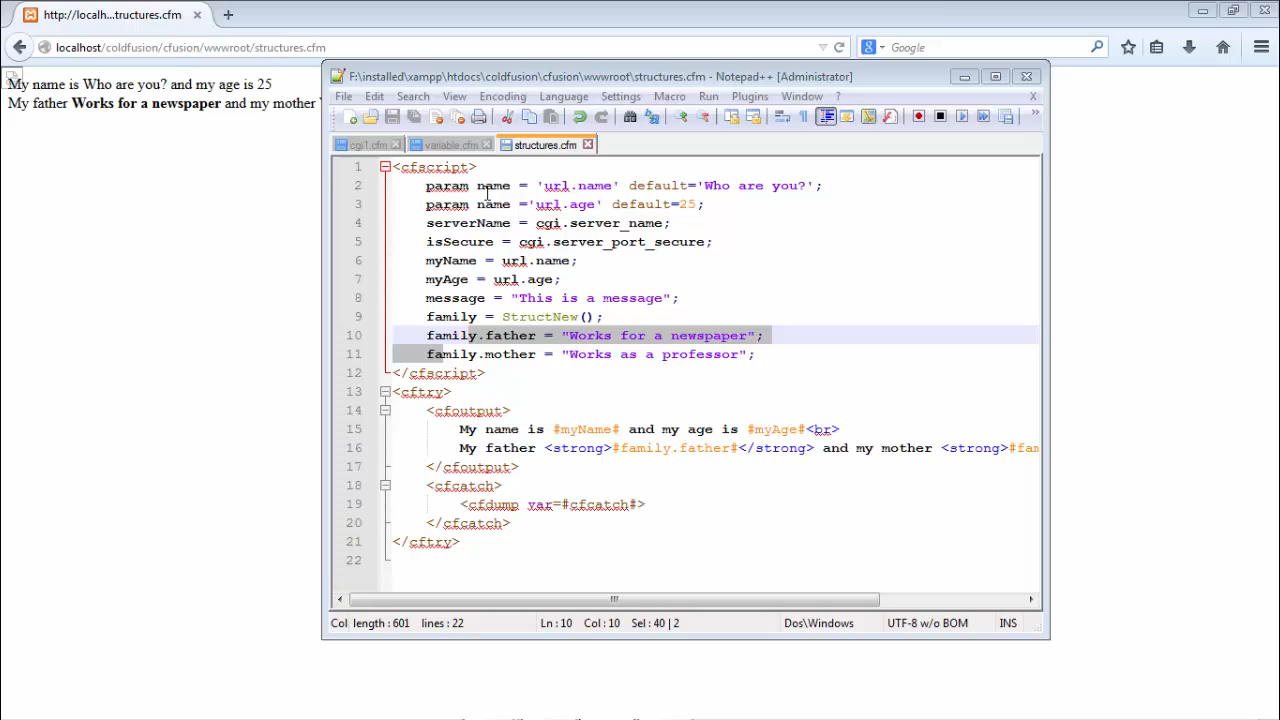 http://localh...tructures.cfm
localhost/coldfusion/cfusion/wwwroot/structures.cfm
Google
My name is Who are you? and my age is 25
My father Works for a newspaper and my mother
F:\installed\xampp\htdocs\coldfusion\cfusion\wwwroot\structures.cfm - Notepad++ [Administrator]
File Edit Search View Encoding Language Settings Macro Run Plugins Window ? X
cgi1.cfm variable.cfm structures.cfm
1 <cfscript>
2 param name = 'url.name' default='Who are you?';
3 param name ='url.age' default=25;
4 serverName = cgi.server_name;
5 isSecure = cgi.server_port_secure;
6 myName = url.name;
7 myAge = url.age;
8 message = "This is a message";
9 family = StructNew();
10 family.father = "Works for a newspaper";
11 family.mother = "Works as a professor";
12 </cfscript>
13 <cftry>
14 <cfoutput>
15 My name is #myName# and my age is #myAge#<br>
16 My father <strong>#family.father#</strong> and my mother <strong>#fam
17 </cfoutput>
18 <cfcatch>
19 <cfdump var=#cfcatch#>
20 </cfcatch>
21 </cftry>
22
Col length : 601 lines : 22 Ln : 10 Col : 10 Sel : 40 | 2 Dos\Windows UTF-8 w/o BOM INS